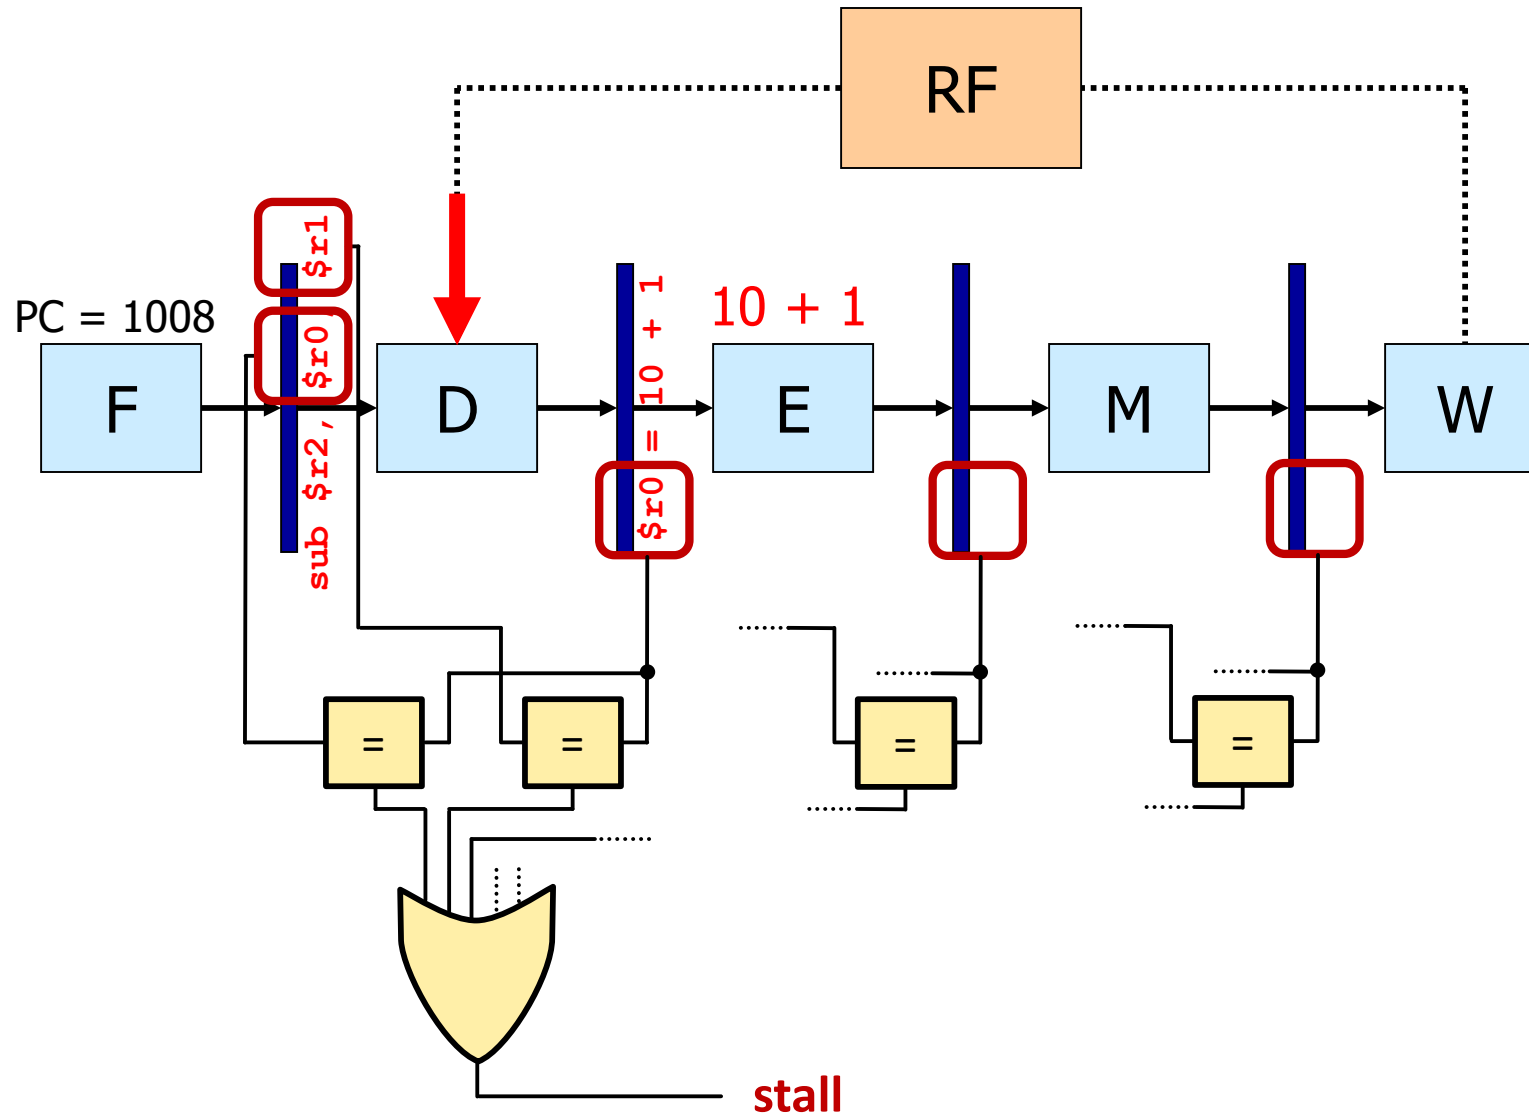 RF
PC = 1008
sub $r2, $r0, $r1
$r0 = 10 + 1
10 + 1
F
D
E
M
W
=
=
=
=
stall